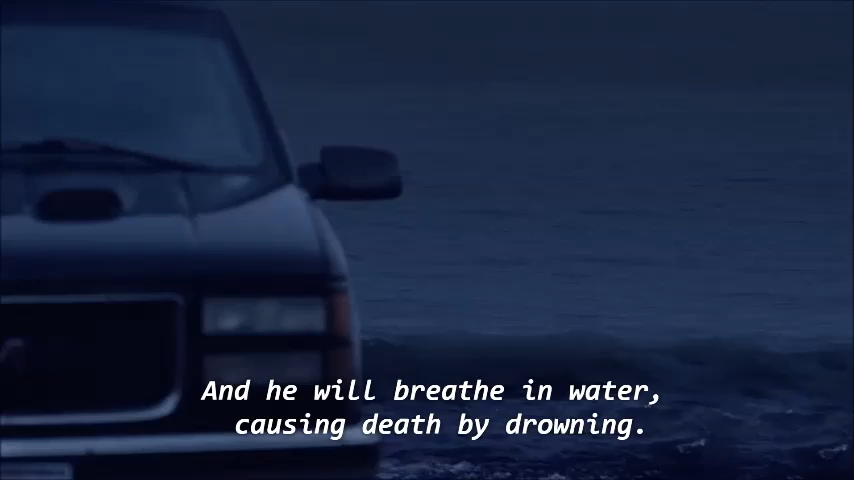 And he will breathe in water,
causing death by drowning.